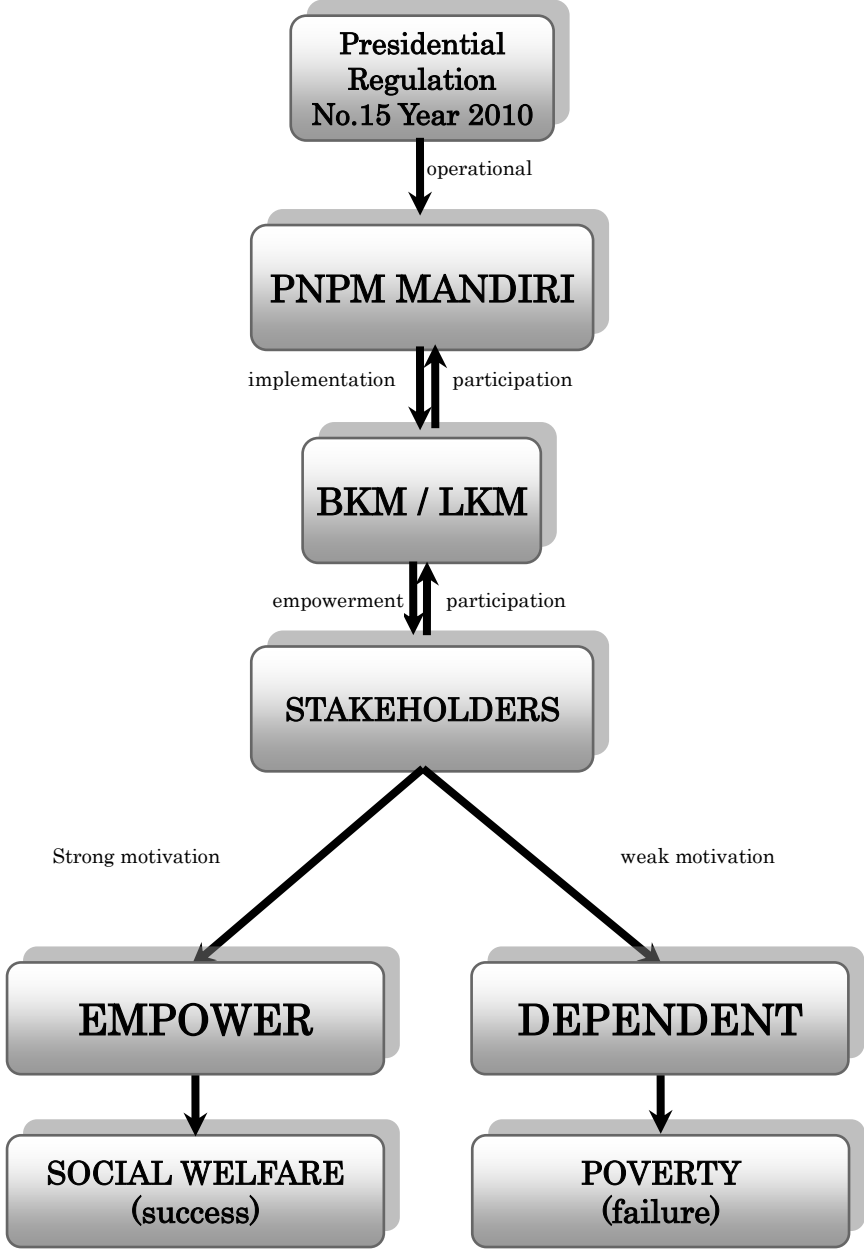 Presidential
Regulation
No.15 Year 2010
operational
PNPM MANDIRI
implementation
participation
BKM / LKM
empowerment
participation
STAKEHOLDERS
Strong motivation
weak motivation
EMPOWER
DEPENDENT
SOCIAL WELFARE
(success)
POVERTY
(failure)